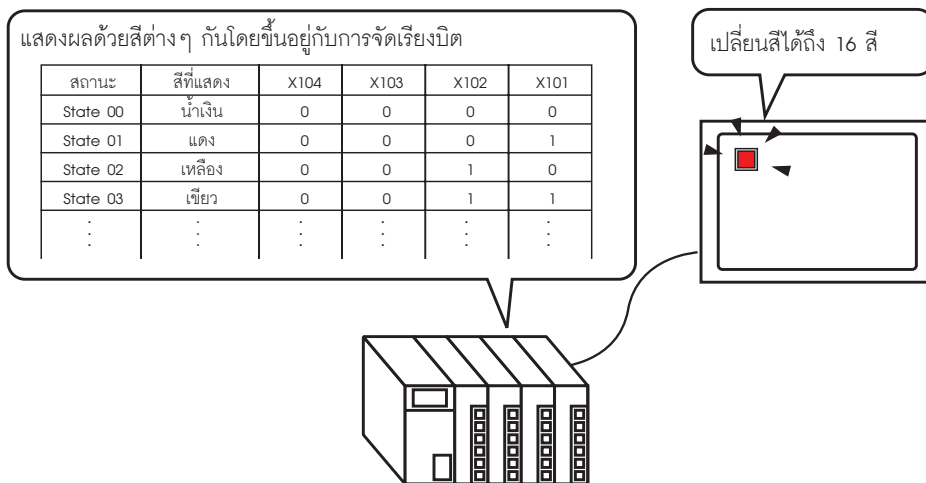 แสดงผลด้วยสีต่างๆ กันโดยขึ้นอยู่กับการจัดเรียงบิต
สถานะ สีที่แสดง X104 X103 X102 X101
State 00 น้ำเงิน 0 0 0 0
State 01 แดง 0 0 0 1
State 02 เหลือง 0 0 1 0
State 03 เขียว 0 0 1 1
เปลี่ยนสีได้ถึง 16 สี